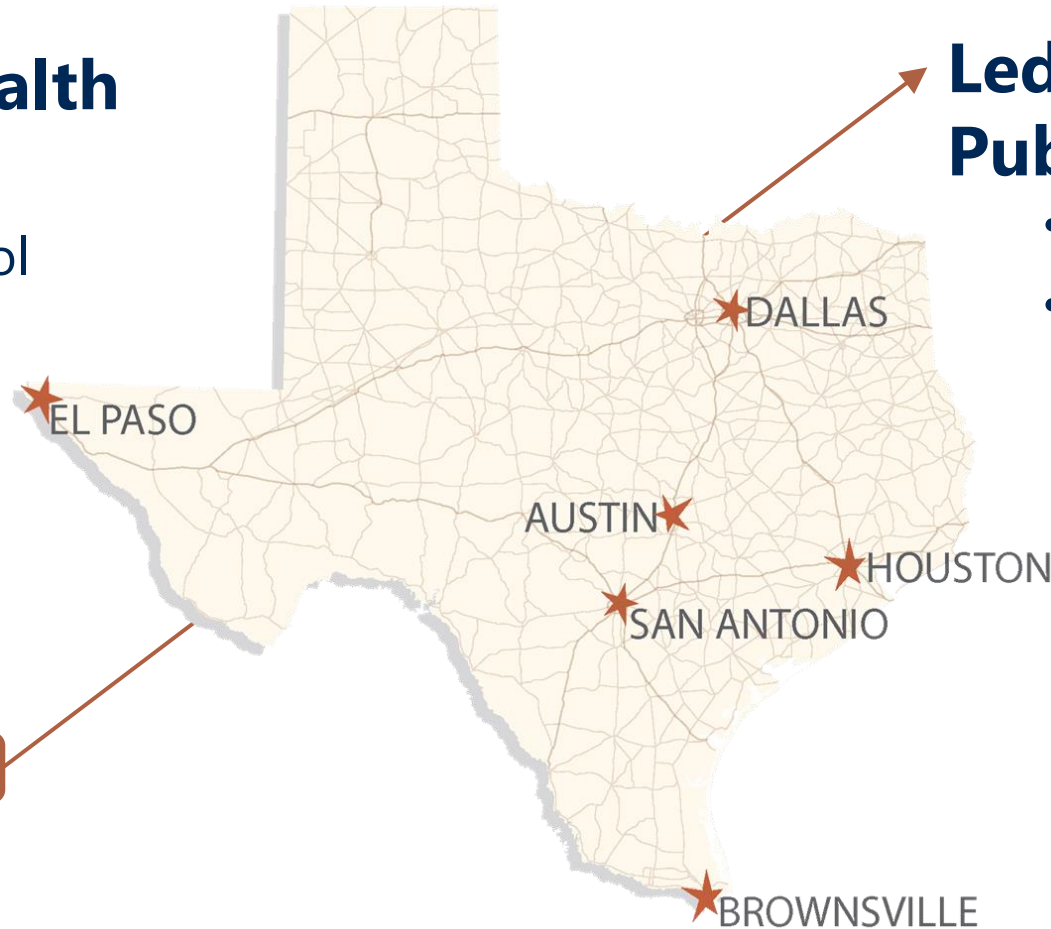 alth
ol
Led
Pub
•
•
DALLAS
EL PASO
AUSTIN
HOUSTON
SAN ANTONIO
BROWNSVILLE